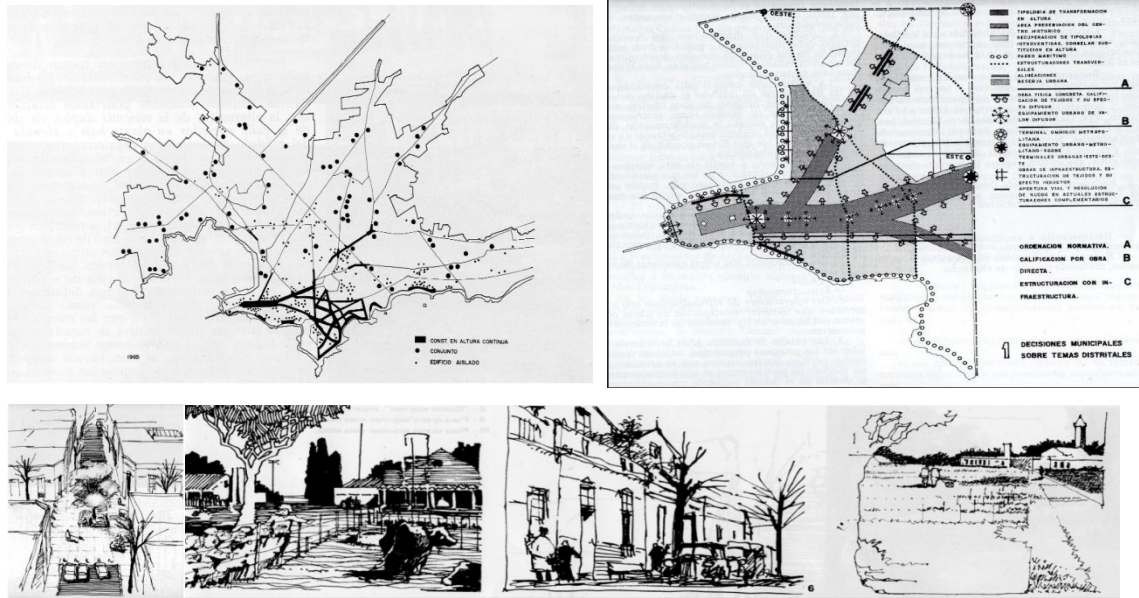 CONST. EN ALTURA CONTINUA
CONJUNTO
EDIFICIO AISLADO
1965
OESTE
ESTE
TIPOLOGIA DE TRANSFORMACION
EN ALTURA
AREA PRESERVACION DEL CEN-
TRO HISTORICO
RECUPERACION DE TIPOLOGIAS
INTROVERTIDAS, CONGELAR SUS-
TITUCION EN ALTURA
PASEO MARITIMO
ESTRUCTURADORES TRANSVER-
SALES
ALINEACIONES
RESERVA URBANA
A
OBRA FISICA CONCRETA, CALIFI-
CACION DE TEJIDOS Y SU EFEC-
TO DIFUSOR
EQUIPAMIENTO URBANO DE VA-
LOR DIFUSOR
B
TERMINAL OMNIBUS METROPO-
LITANA
EQUIPAMIENTO URBANO-METRO-
LITANO-
TERMINALES URBANAS-ESTE-OES-
TE
OBRAS DE INFRAESTRUCTURA, ES-
TRUCTURACION DE TEJIDOS Y SU
EFECTO INDUCTOR
APERTURA VIAL Y RESOLUCION
DE NUDOS EN ACTUALES ESTRUC-
TURADORES COMPLEMENTARIOS
C
ORDENACION NORMATIVA. A
CALIFICACION POR OBRA B
DIRECTA.
ESTRUCTURACION CON IN- C
FRAESTRUCTURA.
1 DECISIONES MUNICIPALES
SOBRE TEMAS DISTRITALES
6